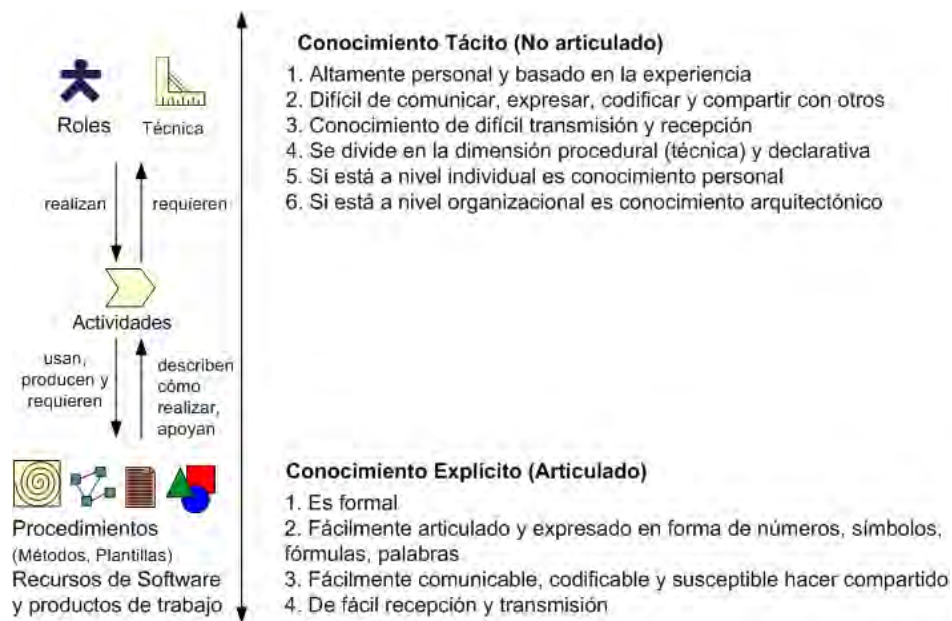 Conocimiento Tácito (No articulado)
1. Altamente personal y basado en la experiencia
2. Difícil de comunicar, expresar, codificar y compartir con otros
3. Conocimiento de difícil transmisión y recepción
4. Se divide en la dimensión procedural (técnica) y declarativa
5. Si está a nivel individual es conocimiento personal
6. Si está a nivel organizacional es conocimiento arquitectónico
Roles
Técnica
realizan
requieren
Actividades
usan,
producen y
requieren
describen
cómo
realizar,
apoyan
Procedimientos
(Métodos, Plantillas)
Recursos de Software
y productos de trabajo
Conocimiento Explícito (Articulado)
1. Es formal
2. Fácilmente articulado y expresado en forma de números, símbolos,
fórmulas, palabras
3. Fácilmente comunicable, codificable y susceptible hacer compartido
4. De fácil recepción y transmisión